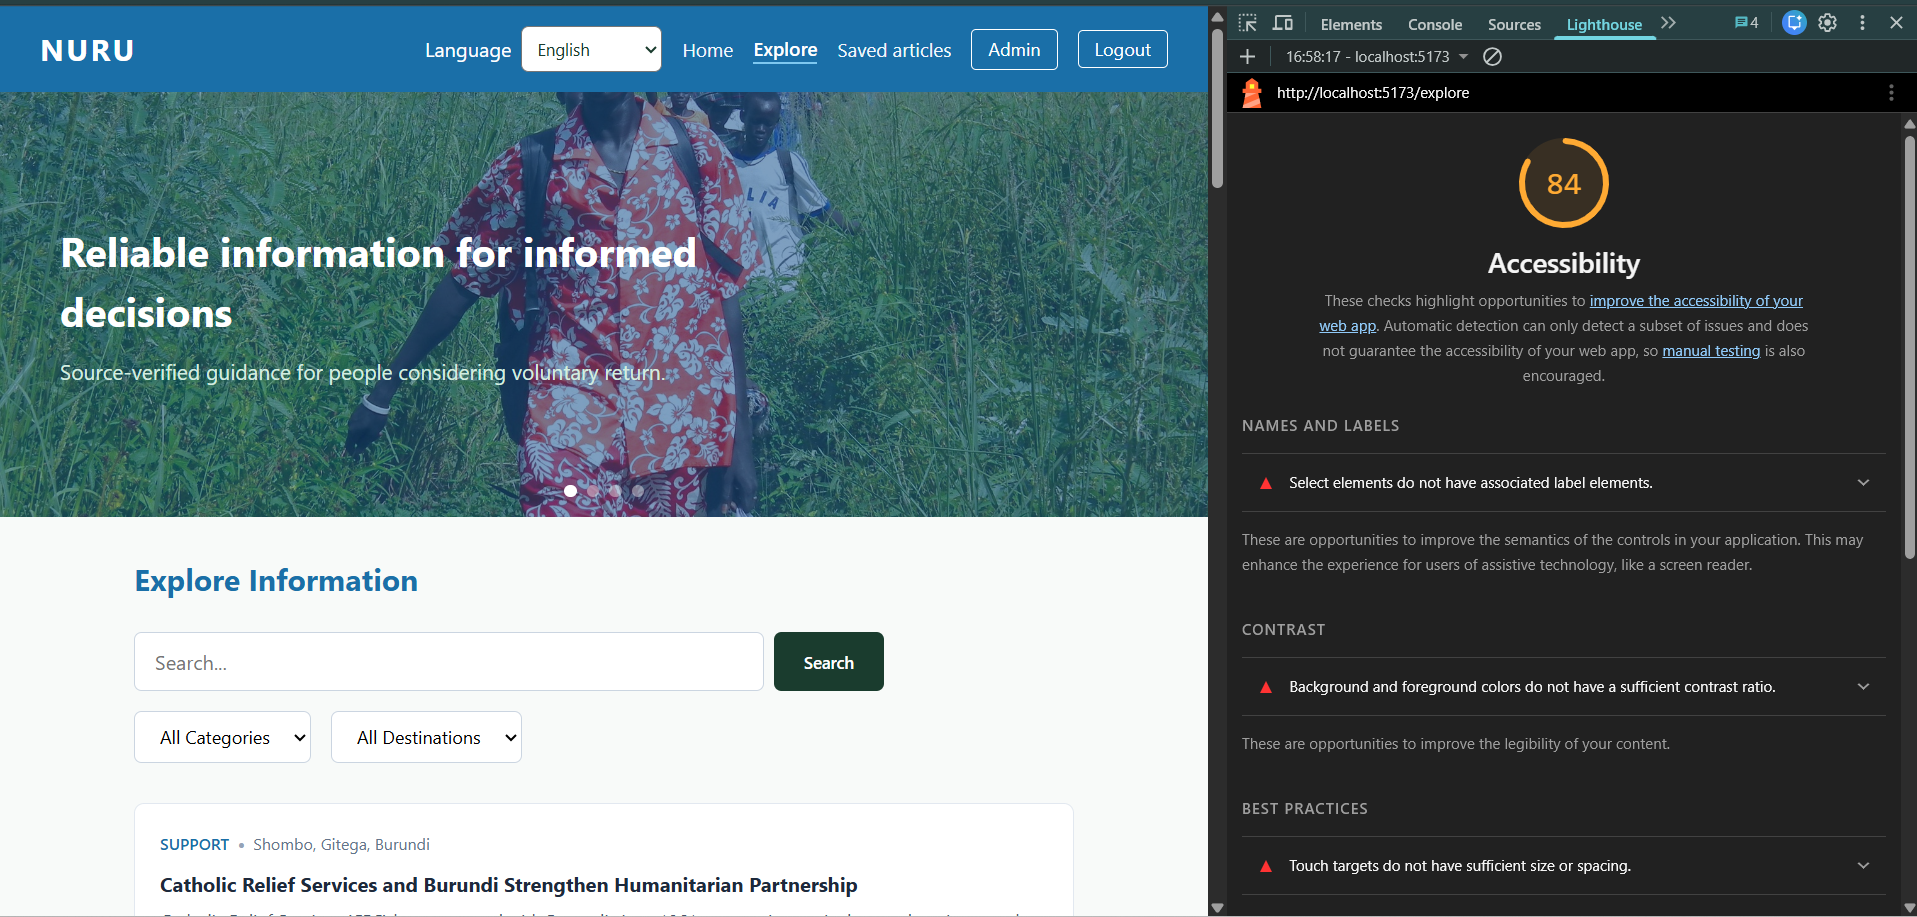 NURU
Language English Home Explore Saved articles Admin Logout
LIA
Reliable information for informed
decisions
Source-verified guidance for people considering voluntary return.
Explore Information
Search...
Search
All Categories All Destinations
SUPPORT • Shombo, Gitega, Burundi
Catholic Relief Services and Burundi Strengthen Humanitarian Partnership
Elements Console Sources Lighthouse 4
16:58:17 - localhost:5173
http://localhost:5173/explore
84
Accessibility
These checks highlight opportunities to improve the accessibility of your
web app. Automatic detection can only detect a subset of issues and does
not guarantee the accessibility of your web app, so manual testing is also
encouraged.
NAMES AND LABELS
Select elements do not have associated label elements.
These are opportunities to improve the semantics of the controls in your application. This may
enhance the experience for users of assistive technology, like a screen reader.
CONTRAST
Background and foreground colors do not have a sufficient contrast ratio.
These are opportunities to improve the legibility of your content.
BEST PRACTICES
Touch targets do not have sufficient size or spacing.